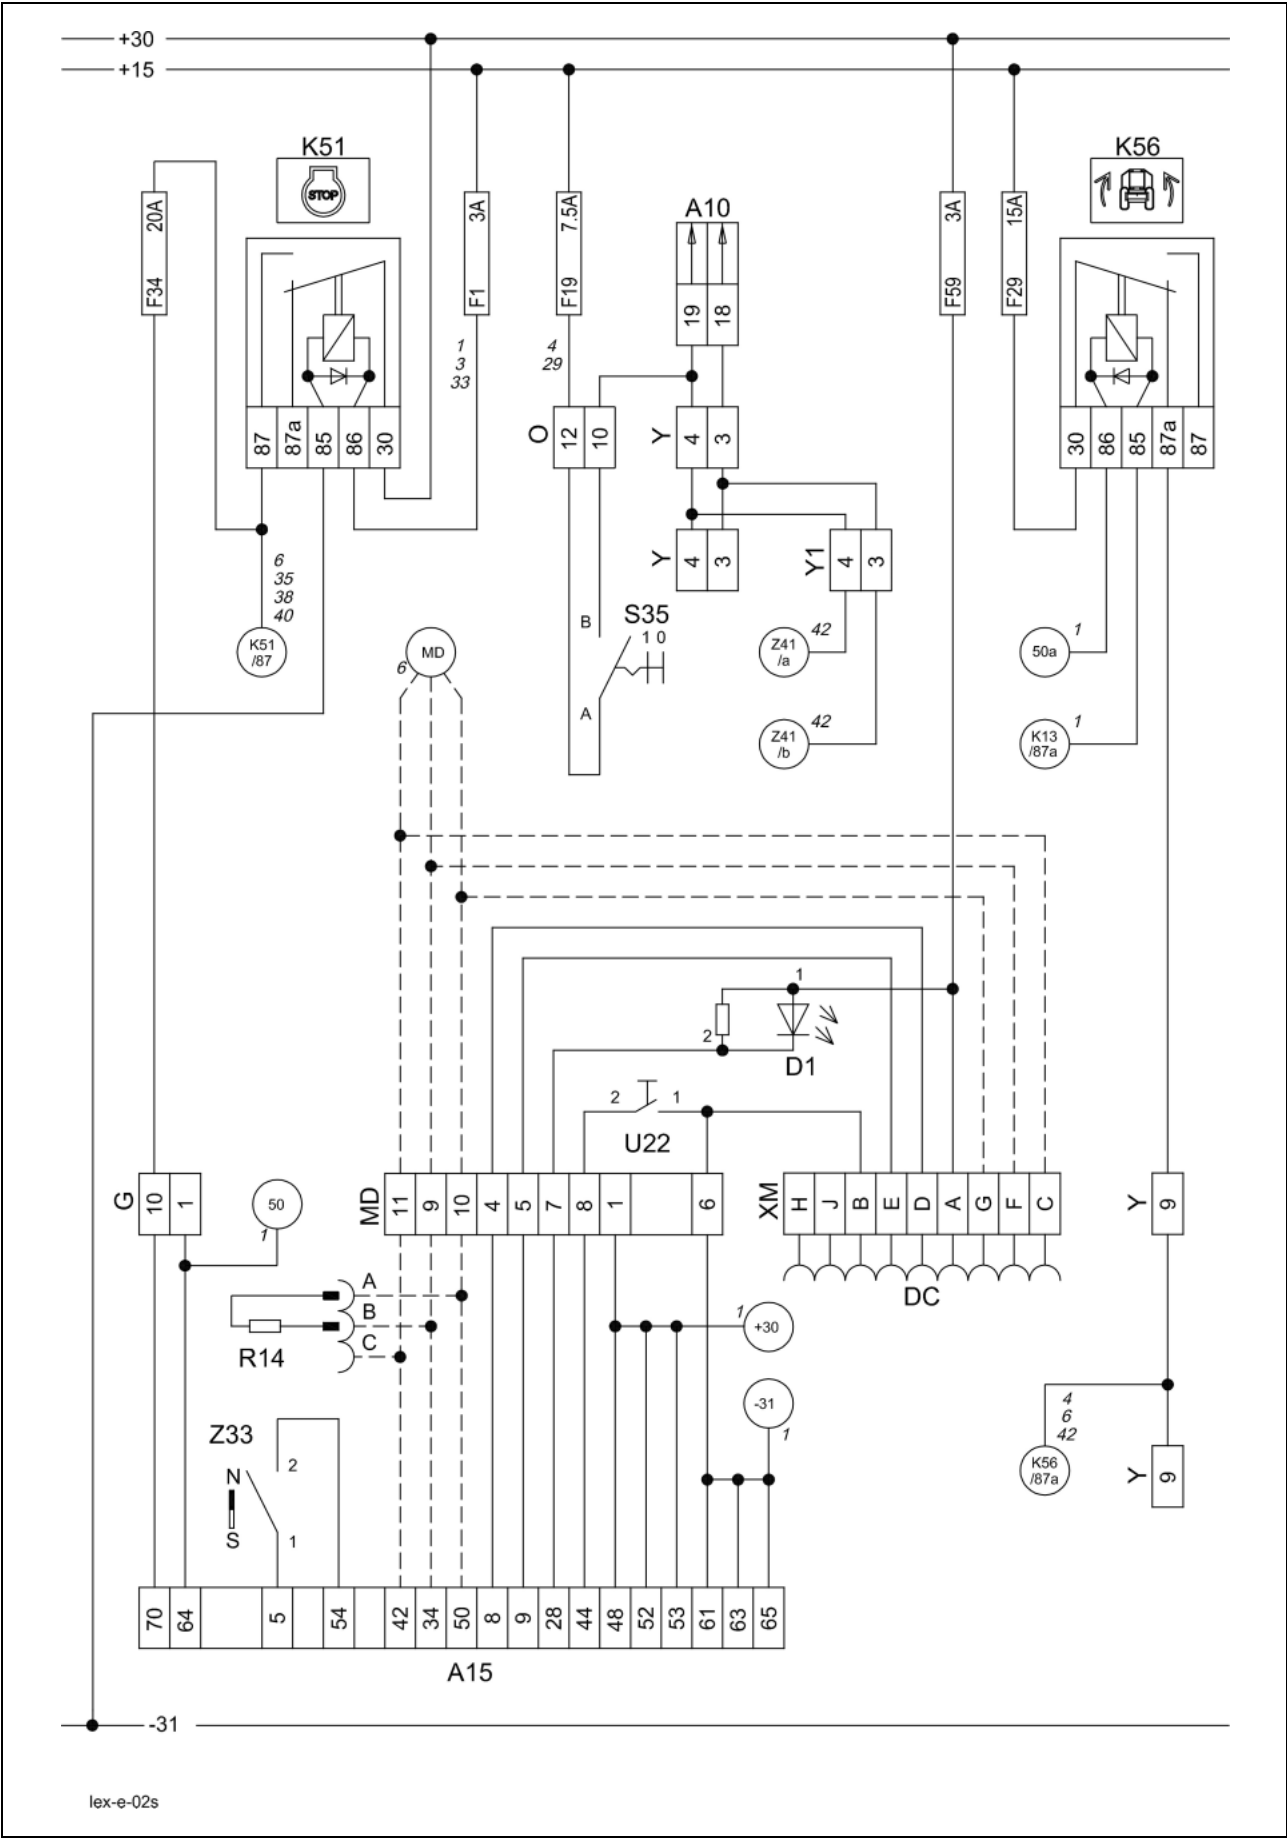 +30
+15
K51
STOP
K56
A10
F34 20A
F1 3A
F19 7.5A
F59 3A
F29 15A
19 18
1
3
33
4
29
87 87a 85 86 30
O 12 10
Y 4 3
30 86 85 87a 87
Y 4 3
Y1 4 3
6
35
38
40
K51
/87
MD
6
B
S35
1 0
A
Z41
/a
42
Z41
/b
42
50a
1
K13
/87a
1
1
2
D1
2 1
U22
G 10 1
50
1
MD 11 9 10 4 5 7 8 1 6
XM H J B E D A G F C
DC
Y 9
A
B
C
R14
1
+30
-31
1
Z33
2
N
S
1
4
6
42
K56
/87a
Y 9
70 64 5 54 42 34 50 8 9 28 44 48 52 53 61 63 65
A15
-31
lex-e-02s